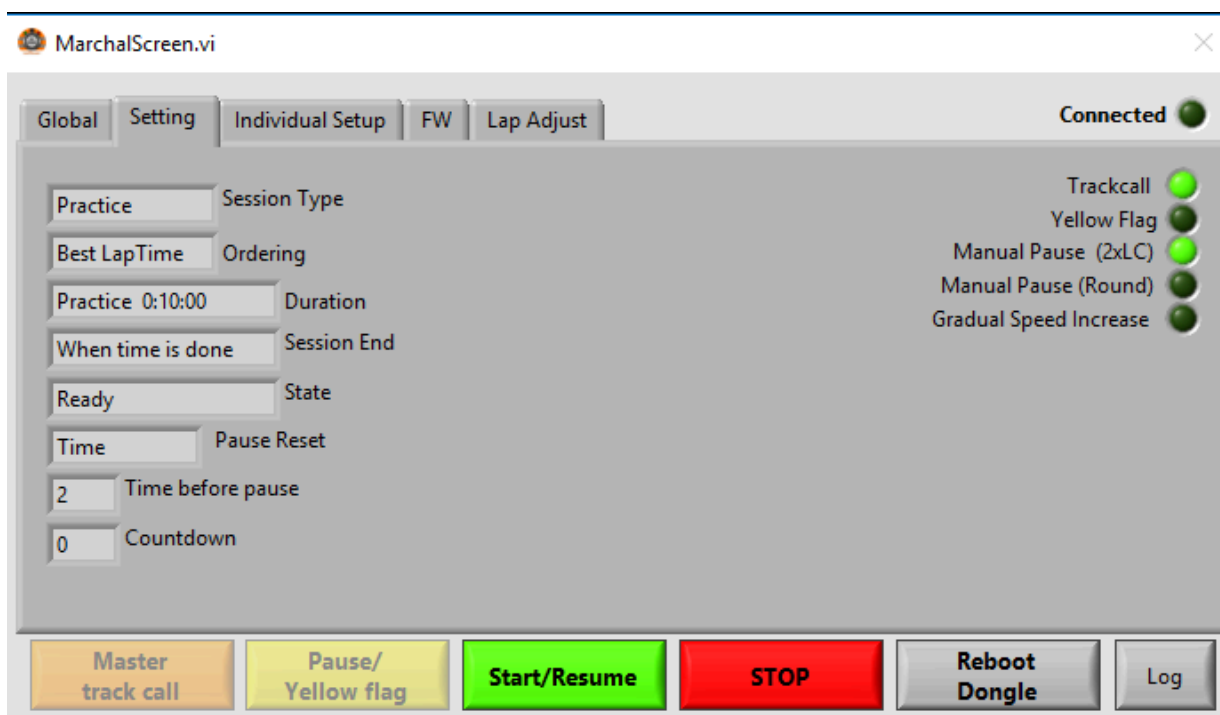 MarchalScreen.vi
Global Setting Individual Setup FW Lap Adjust Connected
Practice Session Type Trackcall
Yellow Flag
Best LapTime Ordering Manual Pause (2xLC)
Practice 0:10:00 Duration Manual Pause (Round)
Gradual Speed Increase
When time is done Session End
Ready State
Time Pause Reset
2 Time before pause
0 Countdown
Master track call
Pause/ Yellow flag
Start/Resume
STOP
Reboot Dongle
Log